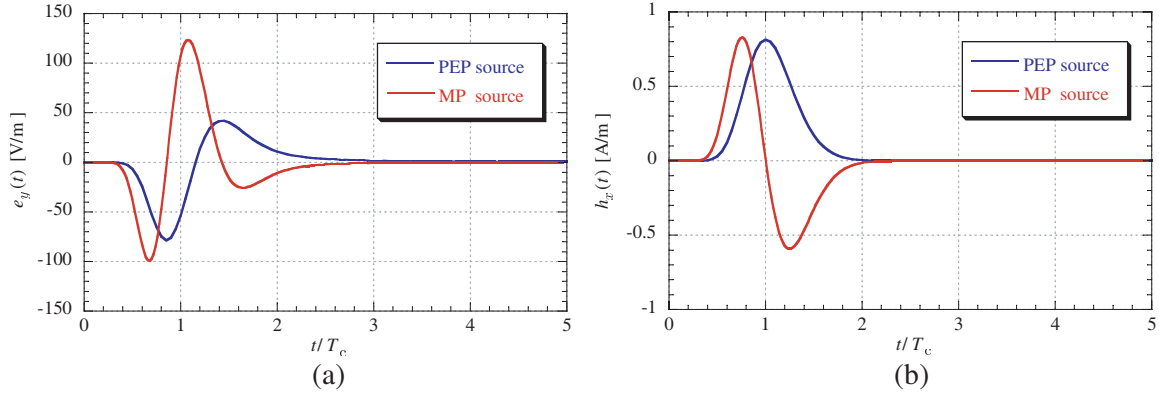 150
100
50
0
-50
-100
-150
e_y(t) [V/m]
PEP source
MP source
0 1 2 3 4 5
t/T_c
(a)
1
0.5
0
-0.5
-1
h_x(t) [A/m]
PEP source
MP source
0 1 2 3 4 5
t/T_c
(b)